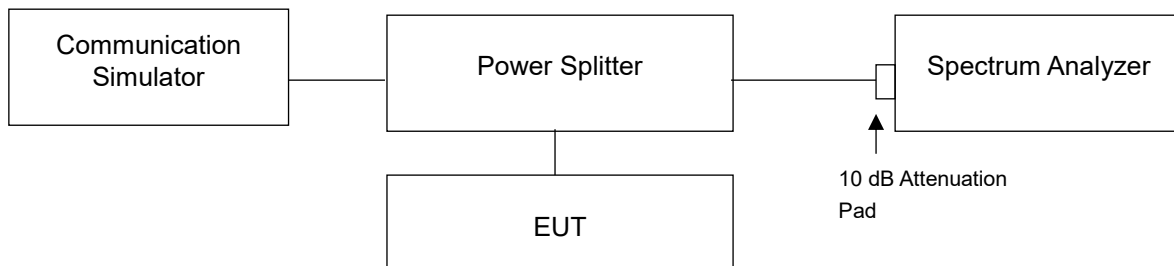 Communication
Simulator
Power Splitter
Spectrum Analyzer
10 dB Attenuation
Pad
EUT